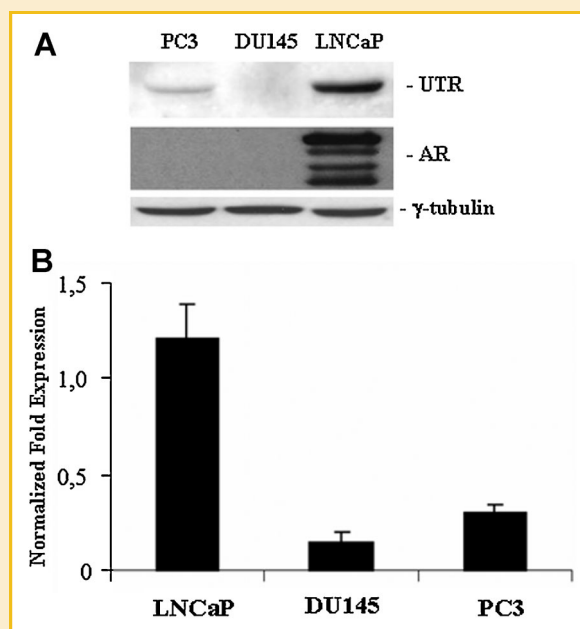 A
PC3 DU145 LNCaP
- UTR
- AR
- γ-tubulin
B
Normalized Fold Expression
1,5
1,0
0,5
0
LNCaP DU145 PC3